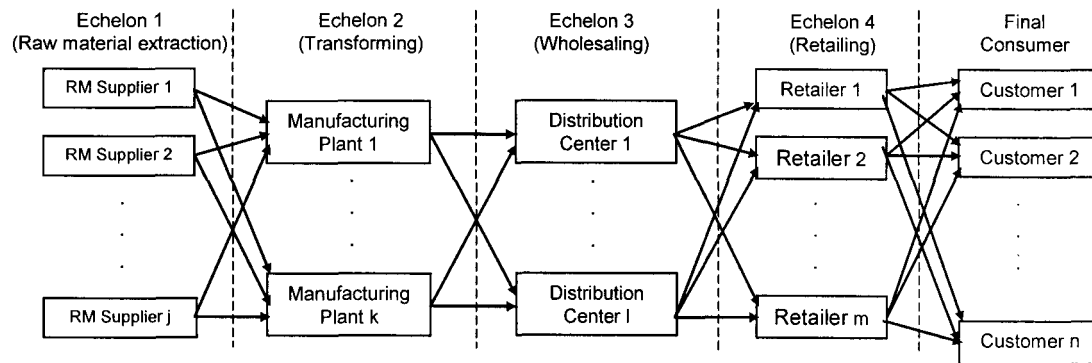 Echelon 1
(Raw material extraction)
RM Supplier 1
RM Supplier 2
RM Supplier j
Echelon 2
(Transforming)
Manufacturing
Plant 1
Manufacturing
Plant k
Echelon 3
(Wholesaling)
Distribution
Center 1
Distribution
Center l
Echelon 4
(Retailing)
Retailer 1
Retailer 2
Retailer m
Final
Consumer
Customer 1
Customer 2
Customer n